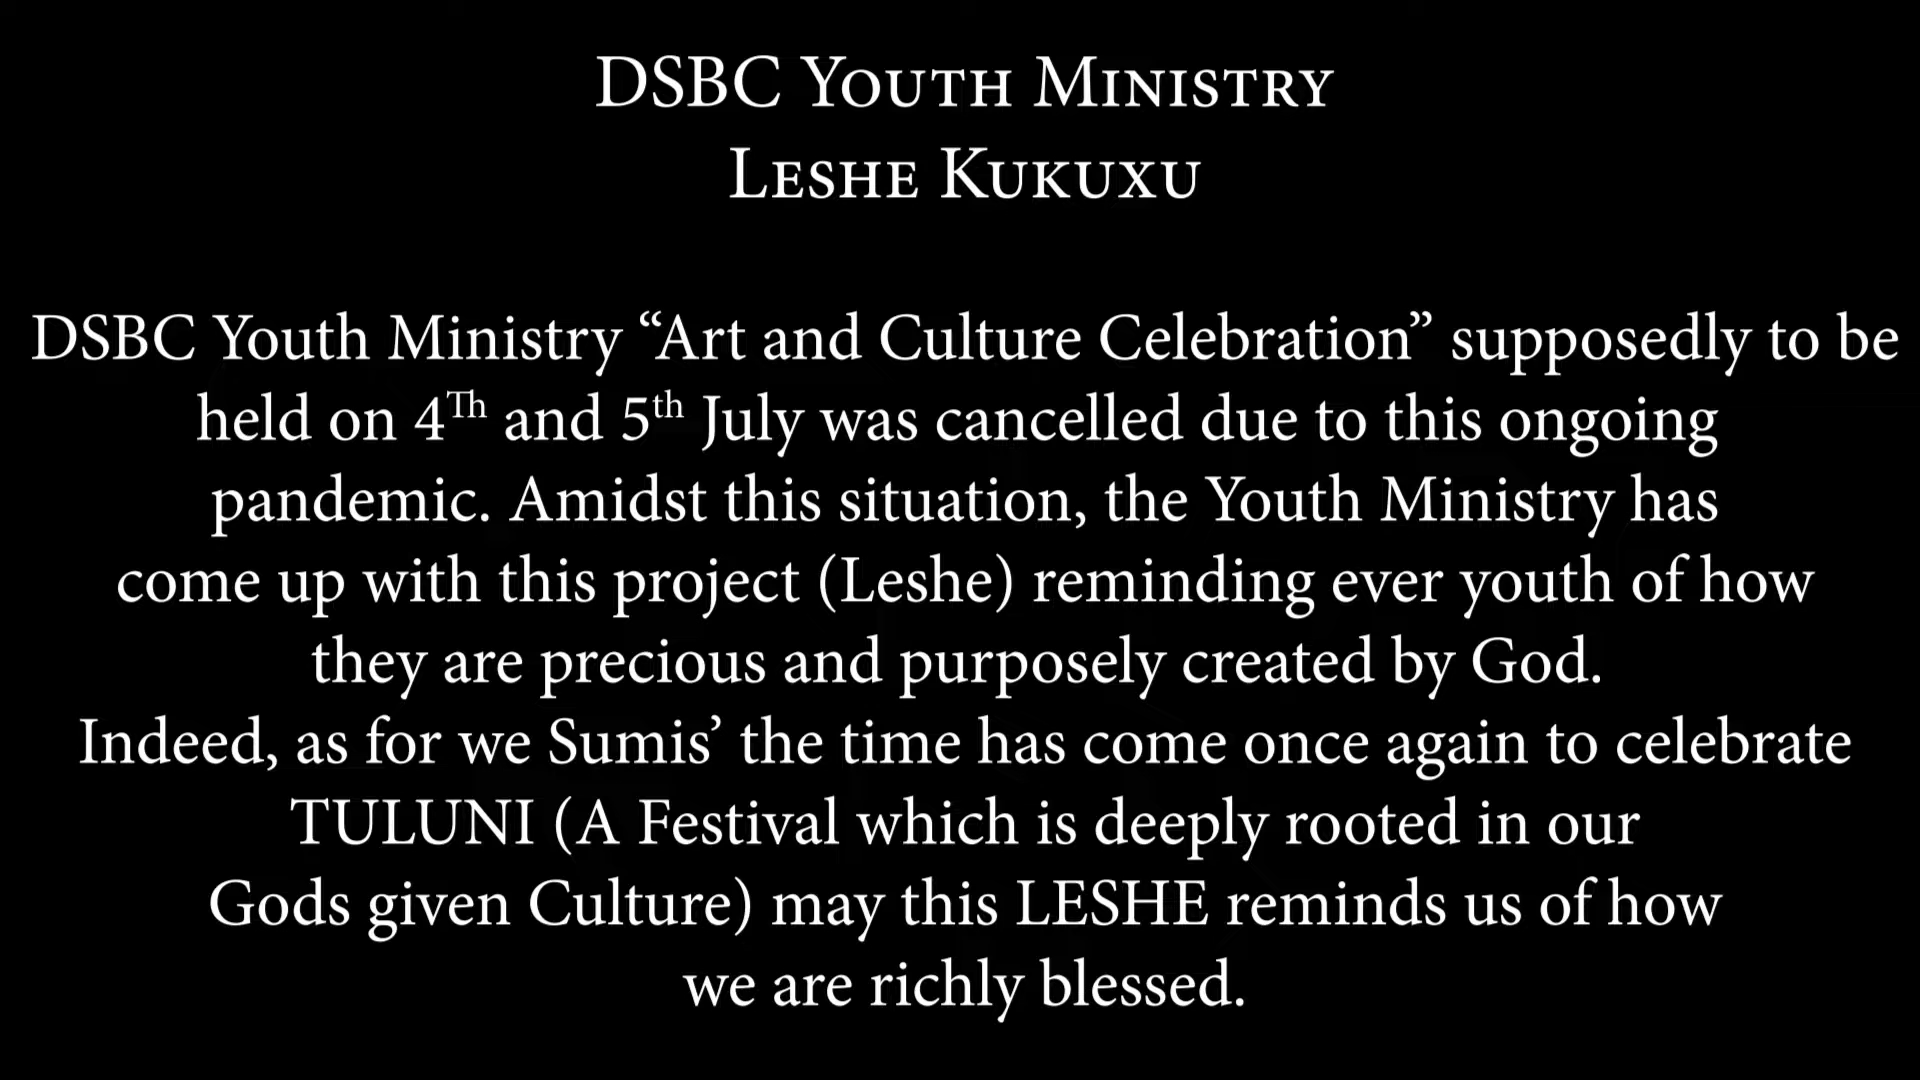 DSBC Youth Ministry
Leshe Kukuxu
DSBC Youth Ministry “Art and Culture Celebration” supposedly to be
held on 4Th and 5th July was cancelled due to this ongoing
pandemic. Amidst this situation, the Youth Ministry has
come up with this project (Leshe) reminding ever youth of how
they are precious and purposely created by God.
Indeed, as for we Sumis’ the time has come once again to celebrate
TULUNI (A Festival which is deeply rooted in our
Gods given Culture) may this LESHE reminds us of how
we are richly blessed.